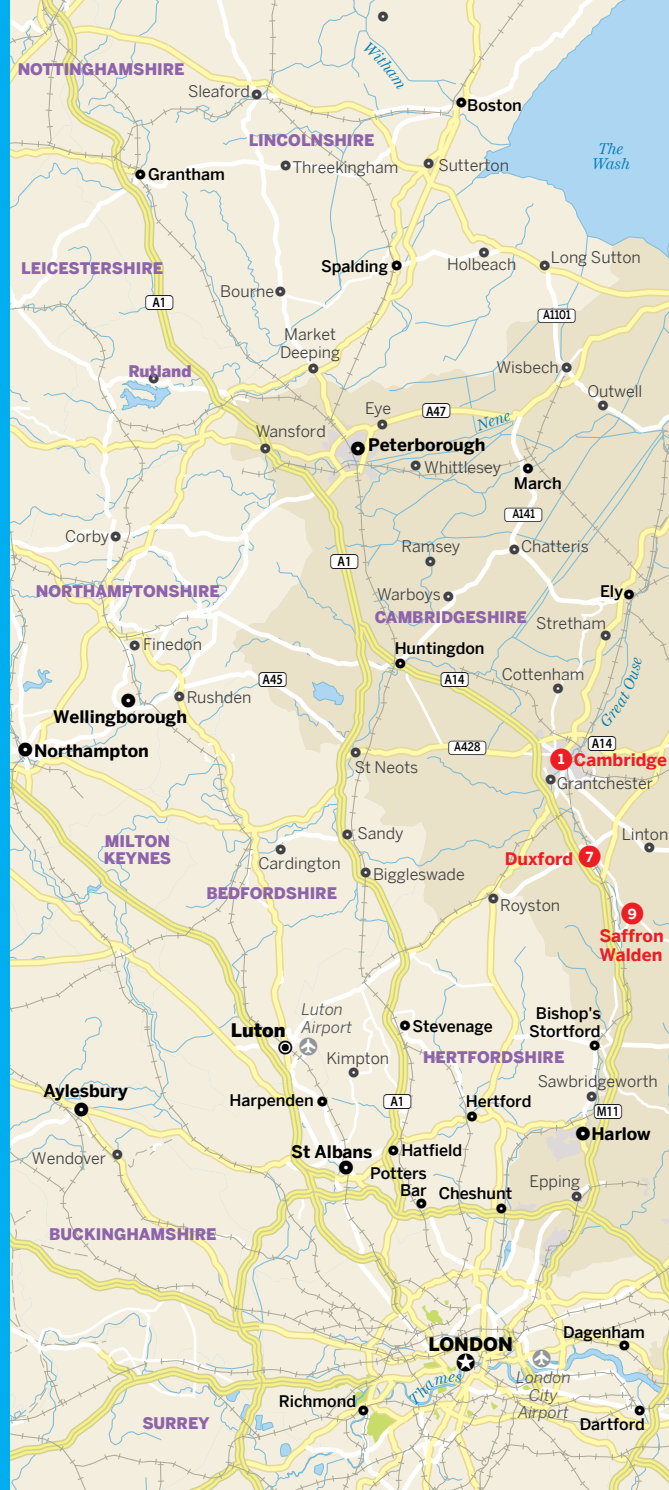 NOTTINGHAMSHIRE
Witham
Sleaford
Boston
LINCOLNSHIRE
The
Wash
Threekingham
Sutterton
Grantham
LEICESTERSHIRE
Spalding
Holbeach
Long Sutton
Bourne
A1
A1101
Market
Deeping
Rutland
Wisbech
Outwell
Eye
A47
Nene
Wansford
Peterborough
Whittlesey
March
A141
Corby
Ramsey
Chatteris
A1
NORTHAMPTONSHIRE
Warboys
Ely
CAMBRIDGESHIRE
Stretham
Finedon
Huntingdon
Great Ouse
A45
A14
Cottenham
Rushden
Wellingborough
Northampton
A428
A14
St Neots
1 Cambridge
Grantchester
MILTON
KEYNES
Sandy
Linton
Cardington
Duxford 7
Biggleswade
BEDFORDSHIRE
Royston
9
Saffron
Walden
Luton
Airport
Luton
Stevenage
Bishop's
Stortford
Kimpton
HERTFORDSHIRE
Sawbridgeworth
Aylesbury
Harpenden
A1
Hertford
M11
Harlow
St Albans
Hatfield
Wendover
Potters
Bar
Cheshunt
Epping
BUCKINGHAMSHIRE
LONDON
Dagenham
Thames
London
City
Airport
Richmond
SURREY
Dartford